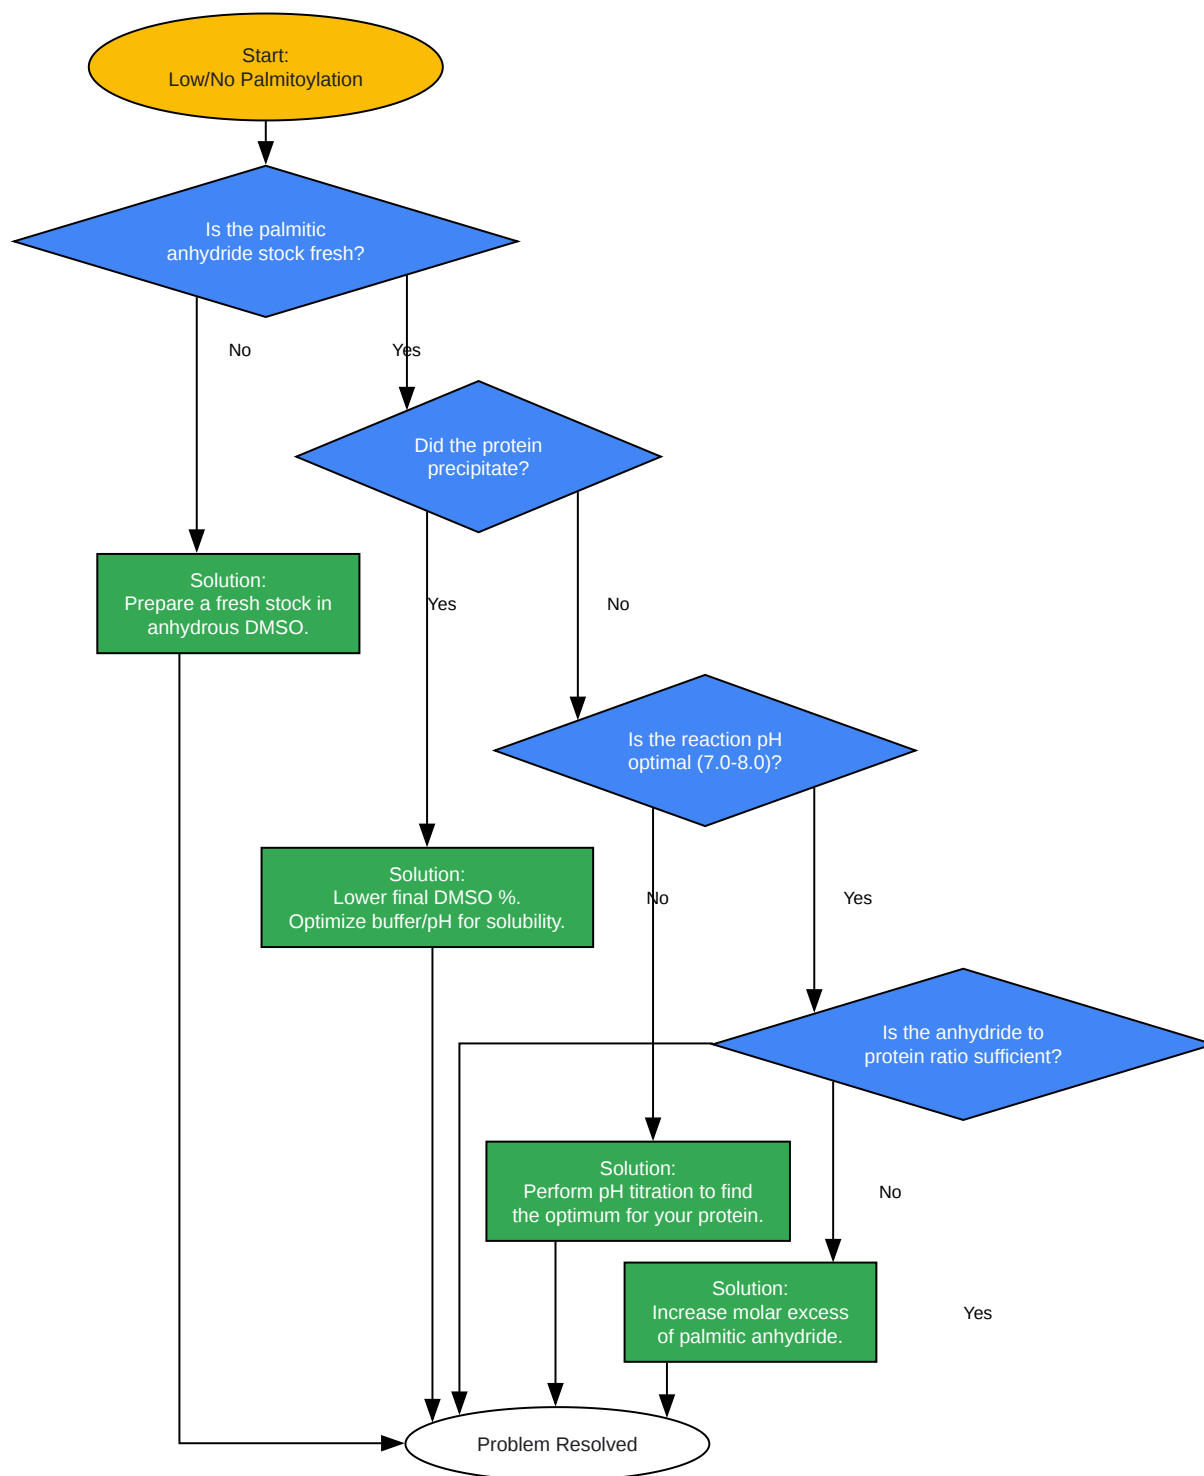 Start:
Low/No Palmitoylation
Is the palmitic
anhydride stock fresh?
No
Yes
Did the protein
precipitate?
Solution:
Prepare a fresh stock in
anhydrous DMSO.
Yes
No
Is the reaction pH
optimal (7.0-8.0)?
Solution:
Lower final DMSO %.
Optimize buffer/pH for solubility.
No
Yes
Is the anhydride to
protein ratio sufficient?
Solution:
Perform pH titration to find
the optimum for your protein.
No
Solution:
Increase molar excess
of palmitic anhydride.
Yes
Problem Resolved